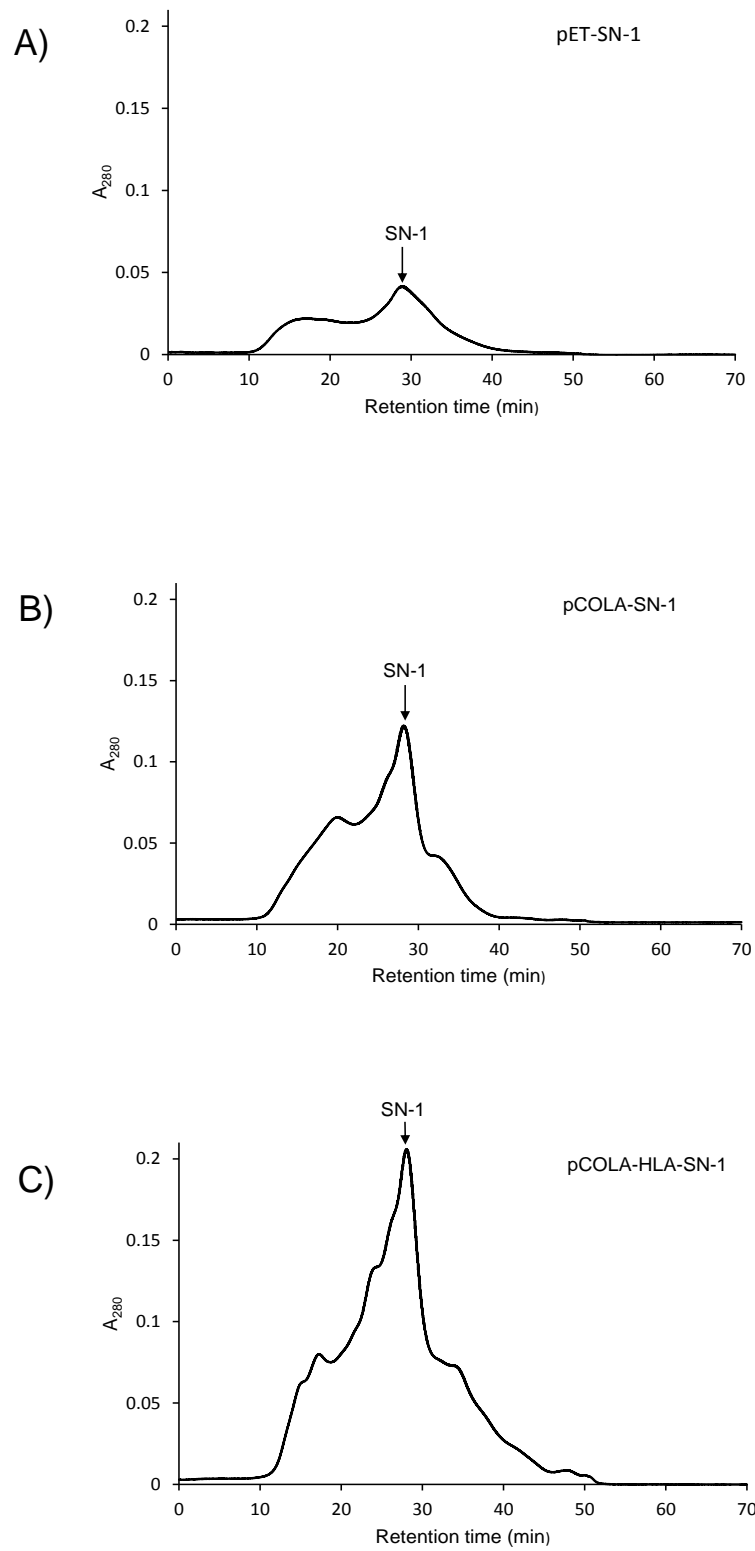 A)
pET-SN-1
0.2
0.15
0.1
0.05
0
A280
SN-1
0 10 20 30 40 50 60 70
Retention time (min)
B)
pCOLA-SN-1
0.2
0.15
0.1
0.05
0
A280
SN-1
0 10 20 30 40 50 60 70
Retention time (min)
C)
SN-1
pCOLA-HLA-SN-1
0.2
0.15
0.1
0.05
0
A280
0 10 20 30 40 50 60 70
Retention time (min)